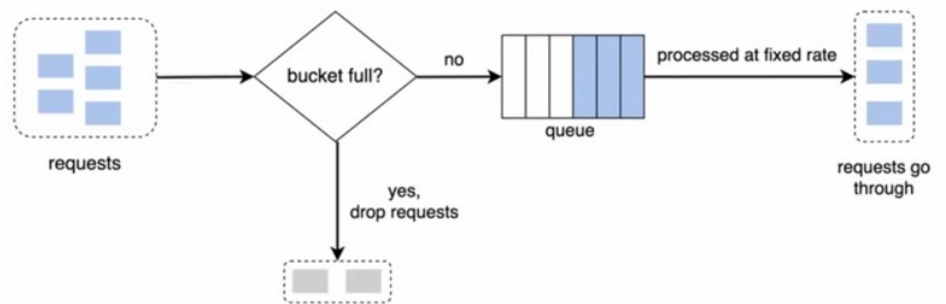 requests
bucket full?
no
queue
processed at fixed rate
requests go
through
yes,
drop requests